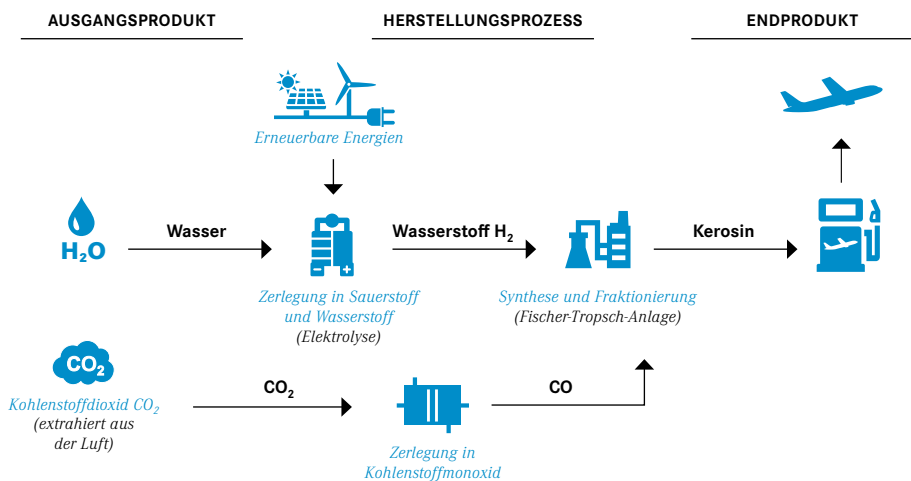 AUSGANGSPRODUKT
HERSTELLUNGSPROZESS
ENDPRODUKT
Erneuerbare Energien
H₂O
Wasser
Wasserstoff H₂
Kerosin
Zerlegung in Sauerstoff
und Wasserstoff
(Elektrolyse)
Synthese und Fraktionierung
(Fischer-Tropsch-Anlage)
CO₂
Kohlenstoffdioxid CO₂
(extrahiert aus
der Luft)
CO₂
CO
Zerlegung in
Kohlenstoffmonoxid